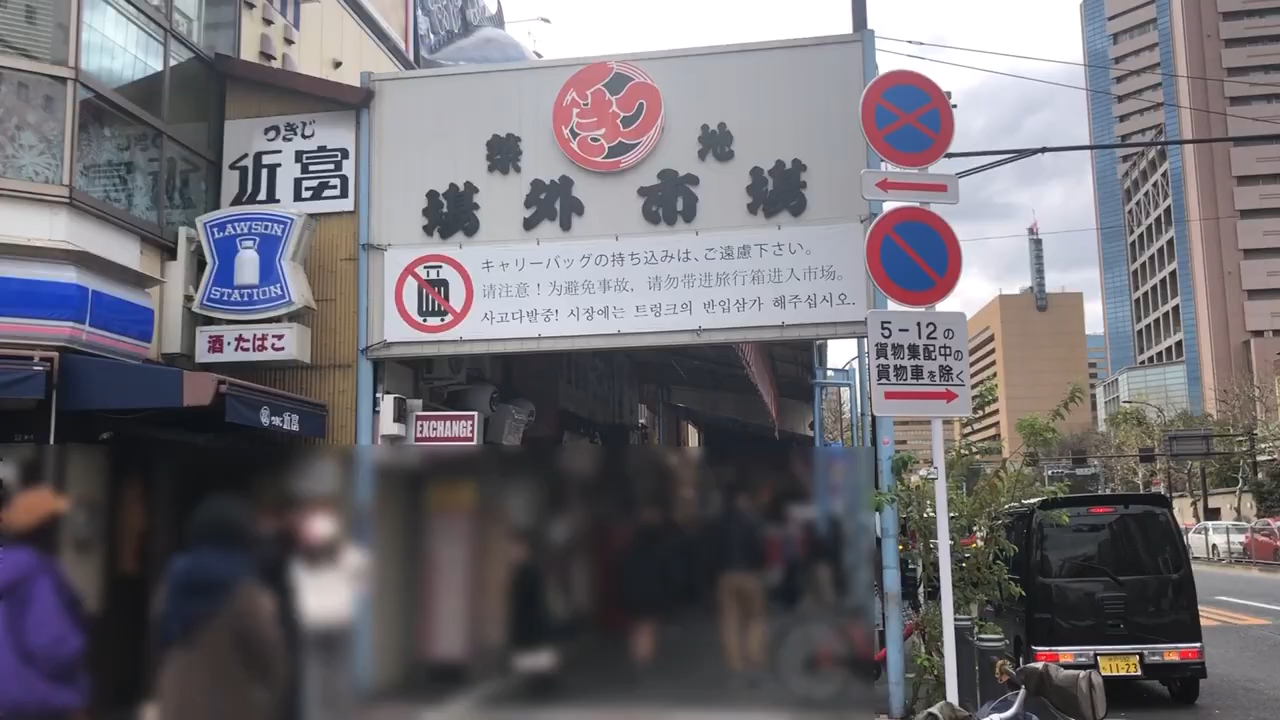 つきじ
近富
LAWSON
STATION
酒・たばこ
つきじ
築地
場外市場
キャリーバッグの持ち込みは、ご遠慮下さい。
请注意！为避免事故，请勿带进旅行箱进入市场。
사고다발중! 시장에는 트렁크의 반입삼가 해주십시오.
EXCHANGE
つきじ 近富
5-12の
貨物集配中の
貨物車を除く
11-23